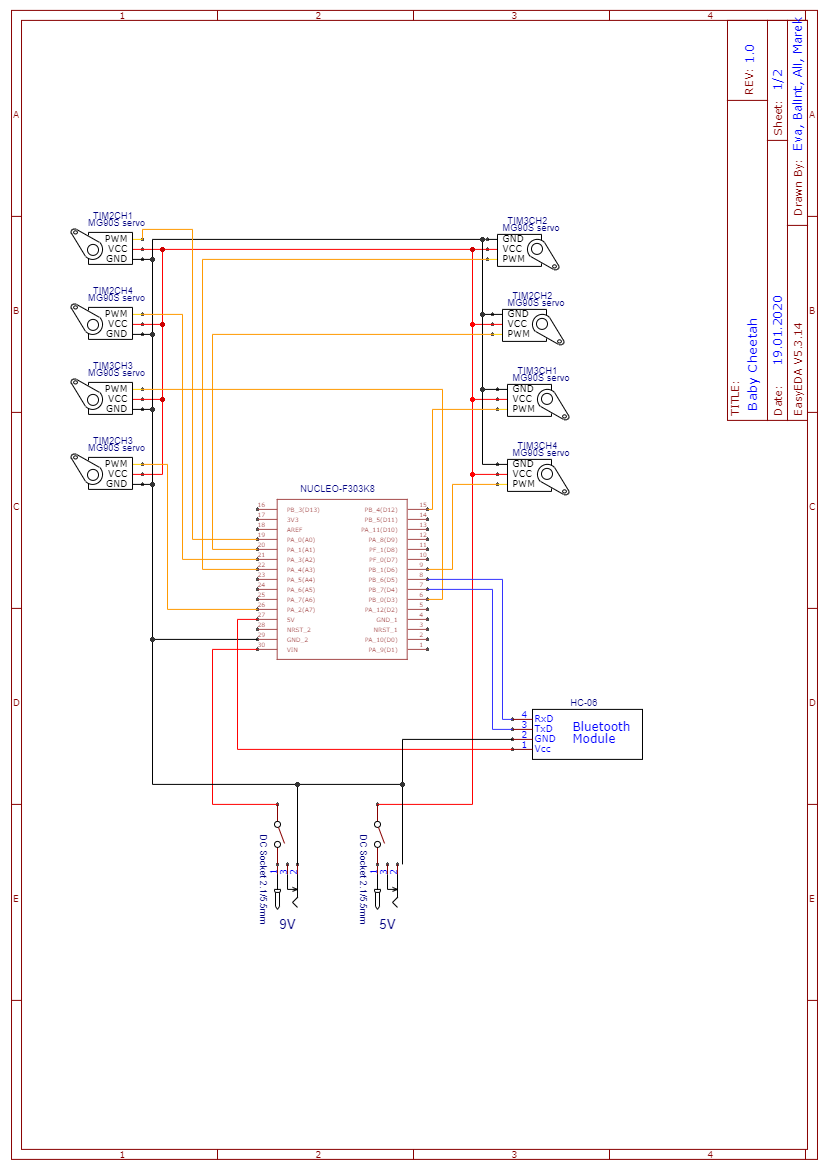 1 2 3 4
A
B
C
D
E
A
B
C
D
E
REV: 1.0
TITLE:
Baby Cheetah
Sheet: 1/2
Date: 19.01.2020
EasyEDA V5.3.14
Drawn By: Eva, Balint, Ali, Marek
TIM2CH1
MG90S servo
PWM
VCC
GND
TIM2CH4
MG90S servo
PWM
VCC
GND
TIM3CH3
MG90S servo
PWM
VCC
GND
TIM2CH3
MG90S servo
PWM
VCC
GND
TIM3CH2
MG90S servo
GND
VCC
PWM
TIM2CH2
MG90S servo
GND
VCC
PWM
TIM3CH1
MG90S servo
GND
VCC
PWM
TIM3CH4
MG90S servo
GND
VCC
PWM
NUCLEO-F303K8
16 PB_3(D13) PB_4(D12) 15
17 3V3 PB_5(D11) 14
18 AREF PA_11(D10) 13
19 PA_0(A0) PA_8(D9) 12
20 PA_1(A1) PF_1(D8) 11
21 PA_3(A2) PF_0(D7) 10
22 PA_4(A3) PB_1(D6) 9
23 PA_5(A4) PB_6(D5) 8
24 PA_6(A5) PB_7(D4) 7
25 PA_7(A6) PB_0(D3) 6
26 PA_2(A7) PA_12(D2) 5
27 5V GND_1 4
28 NRST_2 NRST_1 3
29 GND_2 PA_10(D0) 2
30 VIN PA_9(D1) 1
HC-06
4 RxD
3 TxD
2 GND
1 Vcc
Bluetooth
Module
DC Socket 2.1/5.5mm
1 3 2
9V
DC Socket 2.1/5.5mm
1 3 2
5V
1 2 3 4